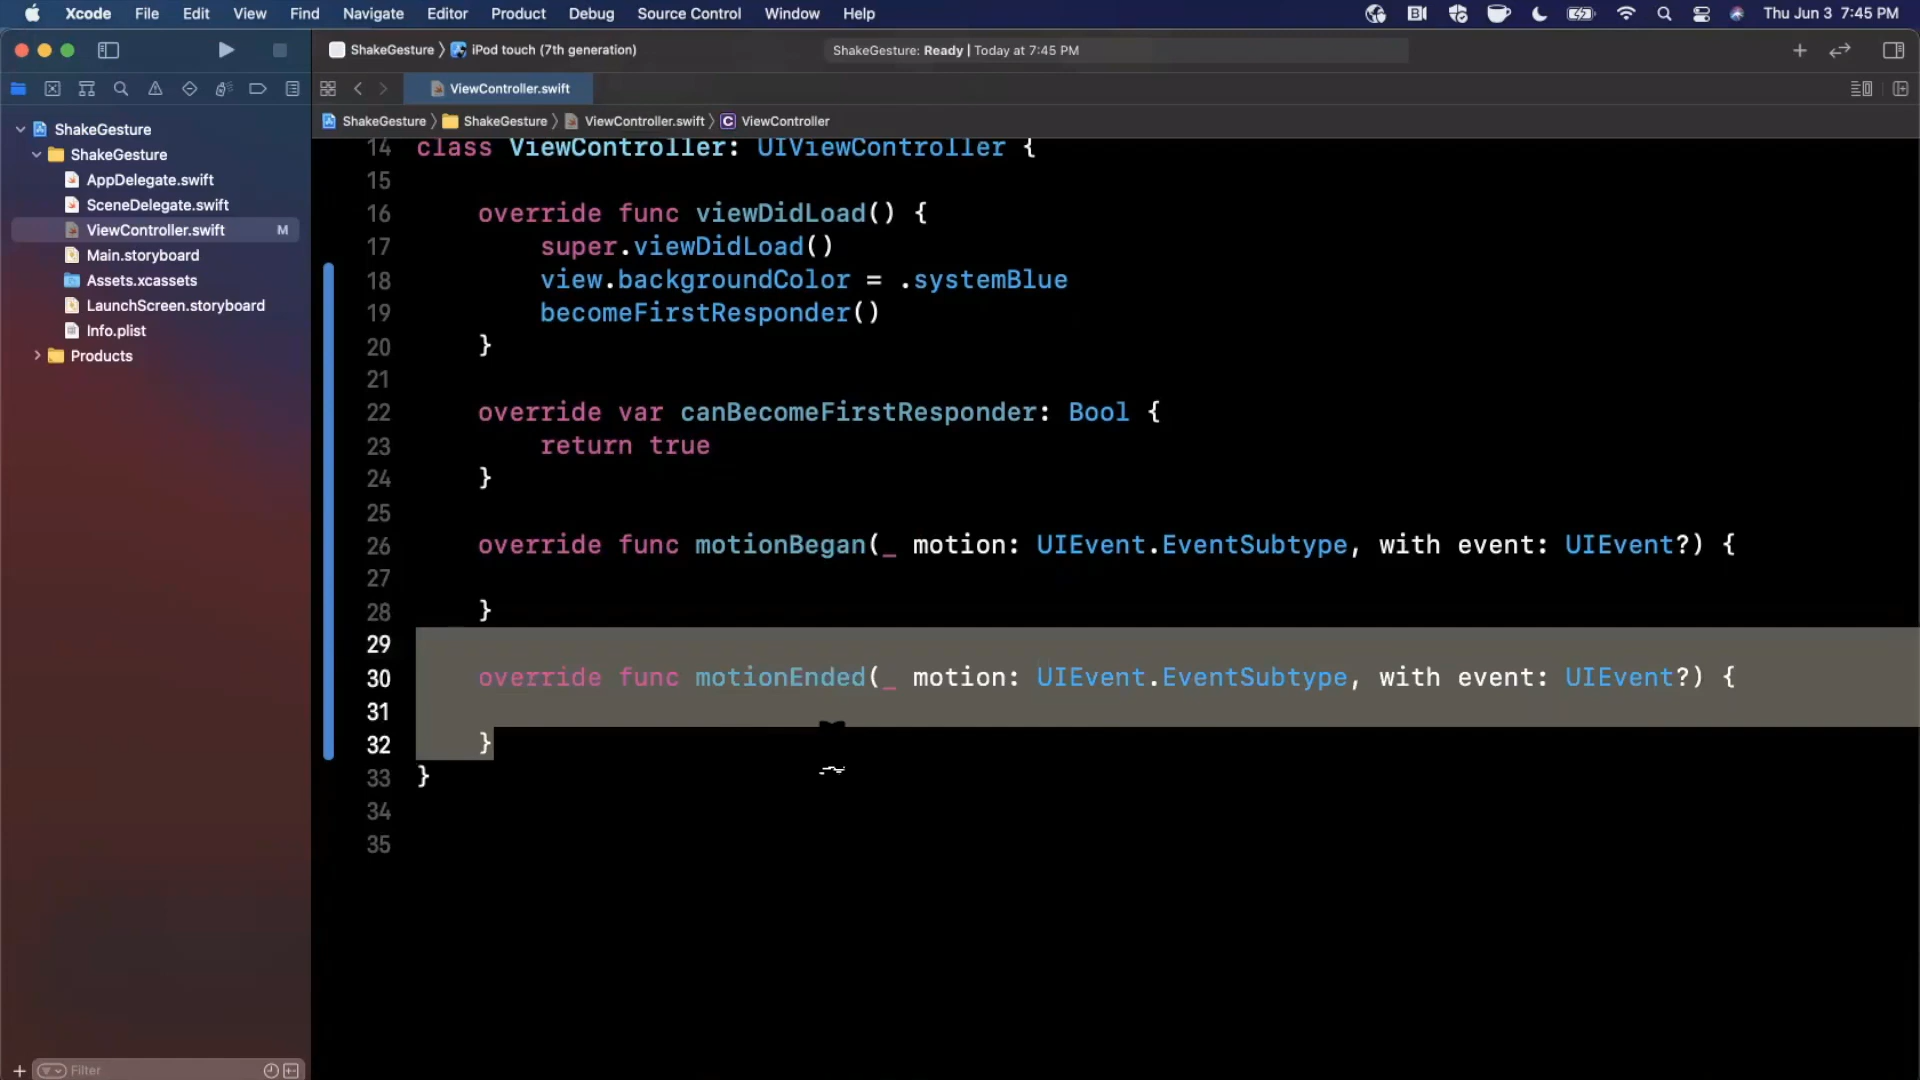 Xcode File Edit View Find Navigate Editor Product Debug Source Control Window Help Thu Jun 3 7:45 PM
ShakeGesture iPod touch (7th generation) ShakeGesture: Ready | Today at 7:45 PM
ViewController.swift
ShakeGesture ShakeGesture ViewController.swift C ViewController
ShakeGesture
ShakeGesture
AppDelegate.swift
SceneDelegate.swift
ViewController.swift M
Main.storyboard
Assets.xcassets
LaunchScreen.storyboard
Info.plist
Products
Filter
14 class ViewController: UIViewController {
15
16 override func viewDidLoad() {
17 super.viewDidLoad()
18 view.backgroundColor = .systemBlue
19 becomeFirstResponder()
20 }
21
22 override var canBecomeFirstResponder: Bool {
23 return true
24 }
25
26 override func motionBegan(_ motion: UIEvent.EventSubtype, with event: UIEvent?) {
27
28 }
29
30 override func motionEnded(_ motion: UIEvent.EventSubtype, with event: UIEvent?) {
31
32 }
33 }
34
35